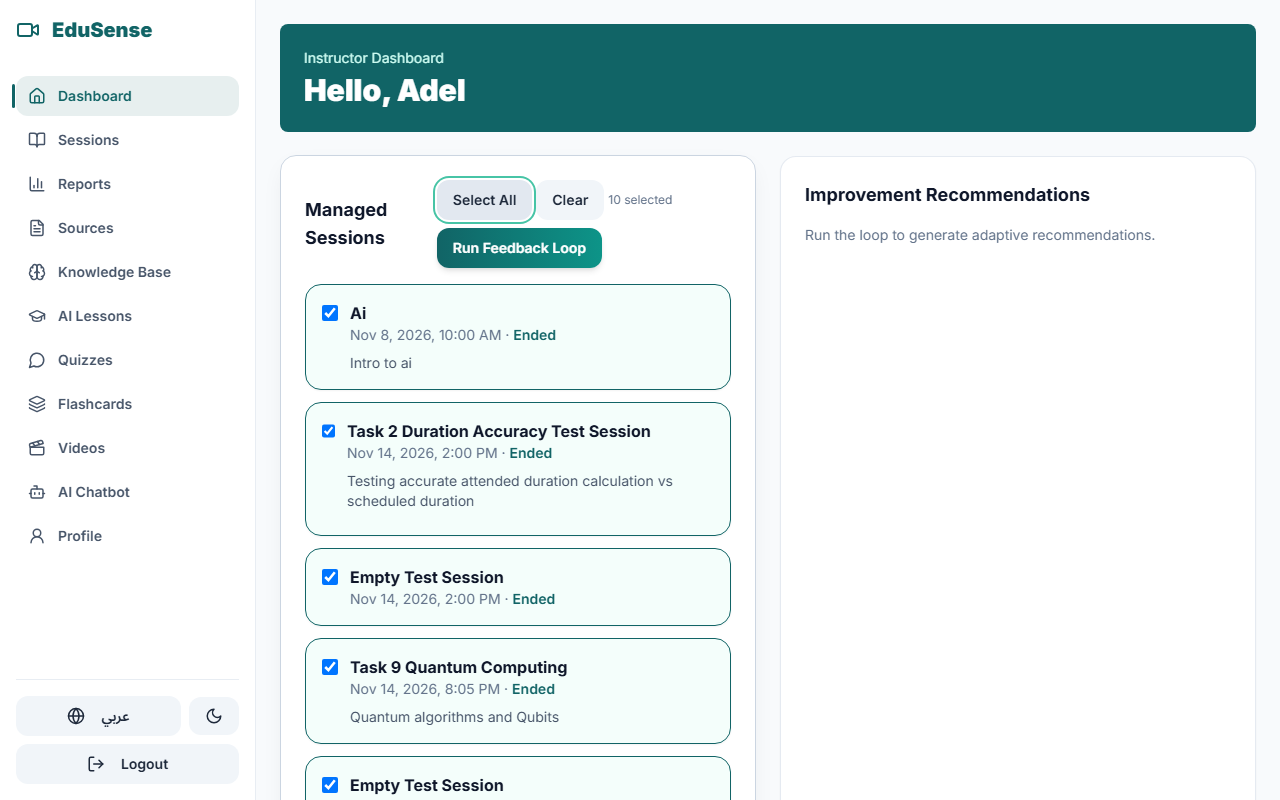 EduSense
Dashboard
Sessions
Reports
Sources
Knowledge Base
AI Lessons
Quizzes
Flashcards
Videos
AI Chatbot
Profile
عربي
Logout
Instructor Dashboard
Hello, Adel
Managed
Sessions
Select All
Clear
10 selected
Run Feedback Loop
Ai
Nov 8, 2026, 10:00 AM · Ended
Intro to ai
Task 2 Duration Accuracy Test Session
Nov 14, 2026, 2:00 PM · Ended
Testing accurate attended duration calculation vs
scheduled duration
Empty Test Session
Nov 14, 2026, 2:00 PM · Ended
Task 9 Quantum Computing
Nov 14, 2026, 8:05 PM · Ended
Quantum algorithms and Qubits
Empty Test Session
Improvement Recommendations
Run the loop to generate adaptive recommendations.